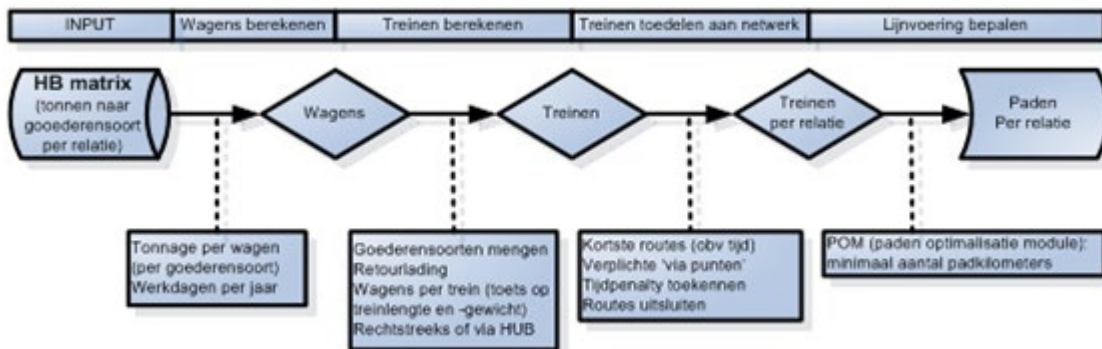 INPUT
Wagens berekenen
Treinen berekenen
Treinen toedelen aan netwerk
Lijnvoering bepalen
HB matrix
(tonnen naar
gooederensoort
per relatie)
Wagens
Treinen
Treinen
per relatie
Paden
Per relatie
Tonnage per wagen
(per goederensoort)
Werkdagen per jaar
Goederensoorten mengen
Retourlading
Wagens per trein (toets op
treinlengte en -gewicht)
Rechtstreeks of via HUB
Kortste routes (obv tijd)
Verplichte 'via punten'
Tijdpenalty toekennen
Routes uitsluiten
POM (paden optimalisatie module):
minimaal aantal padkilometers